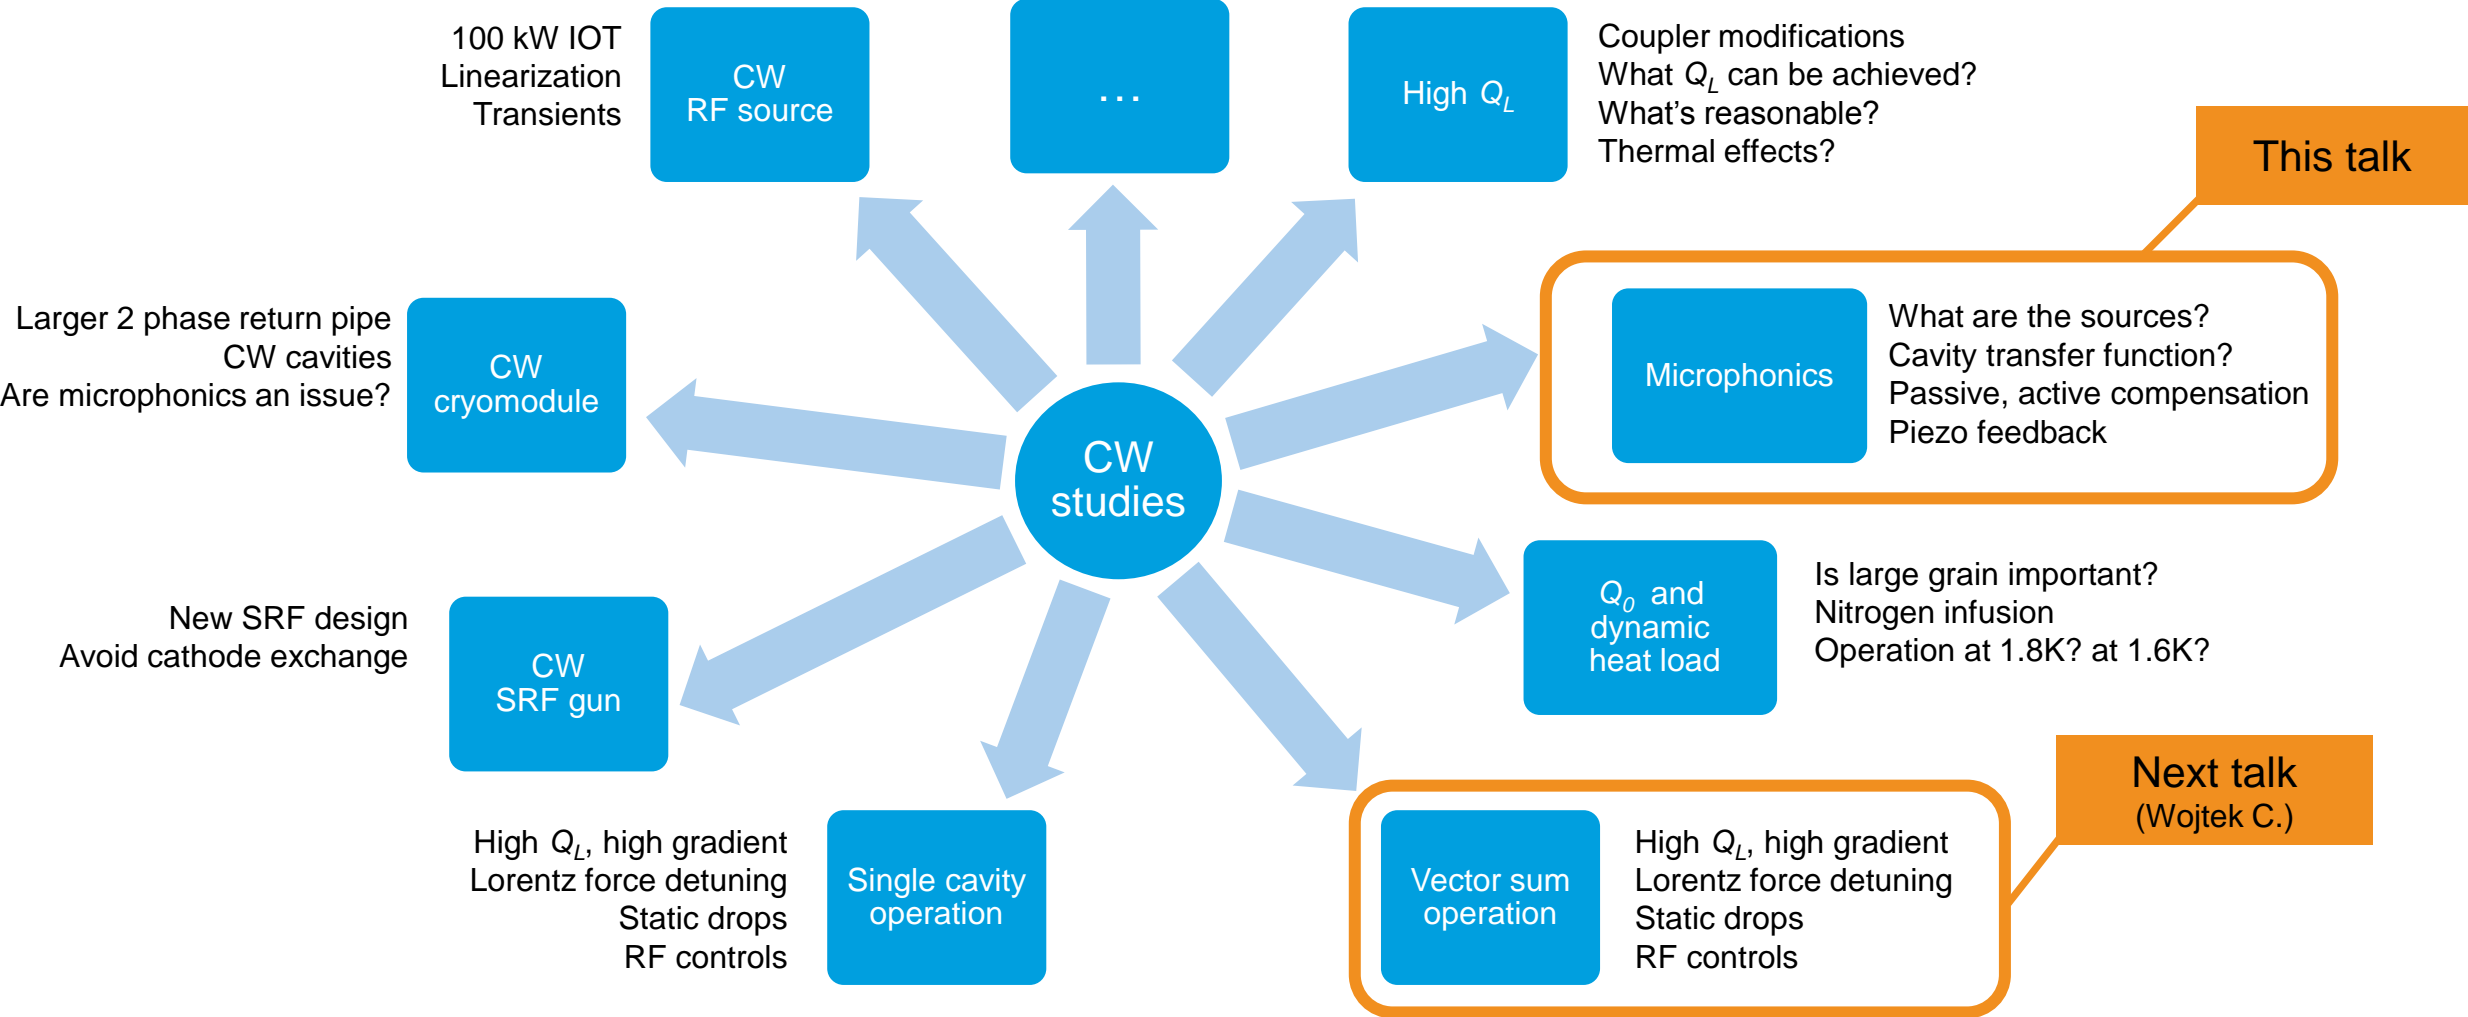 100 kW IOT
Linearization
Transients
CW
RF source
...
High Q_L
Coupler modifications
What Q_L can be achieved?
What's reasonable?
Thermal effects?
This talk
Larger 2 phase return pipe
CW cavities
Are microphonics an issue?
CW
cryomodule
Microphonics
What are the sources?
Cavity transfer function?
Passive, active compensation
Piezo feedback
CW
studies
New SRF design
Avoid cathode exchange
CW
SRF gun
Q_0 and
dynamic
heat load
Is large grain important?
Nitrogen infusion
Operation at 1.8K? at 1.6K?
High Q_L, high gradient
Lorentz force detuning
Static drops
RF controls
Single cavity
operation
Vector sum
operation
High Q_L, high gradient
Lorentz force detuning
Static drops
RF controls
Next talk
(Wojtek C.)